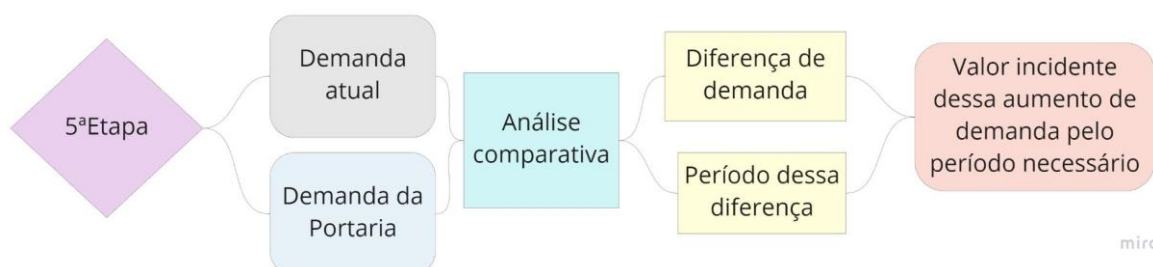 5ªEtapa
Demanda
atual
Demanda da
Portaria
Análise
comparativa
Diferença de
demanda
Período dessa
diferença
Valor incidente
dessa aumento de
demanda pelo
período necessário
miro